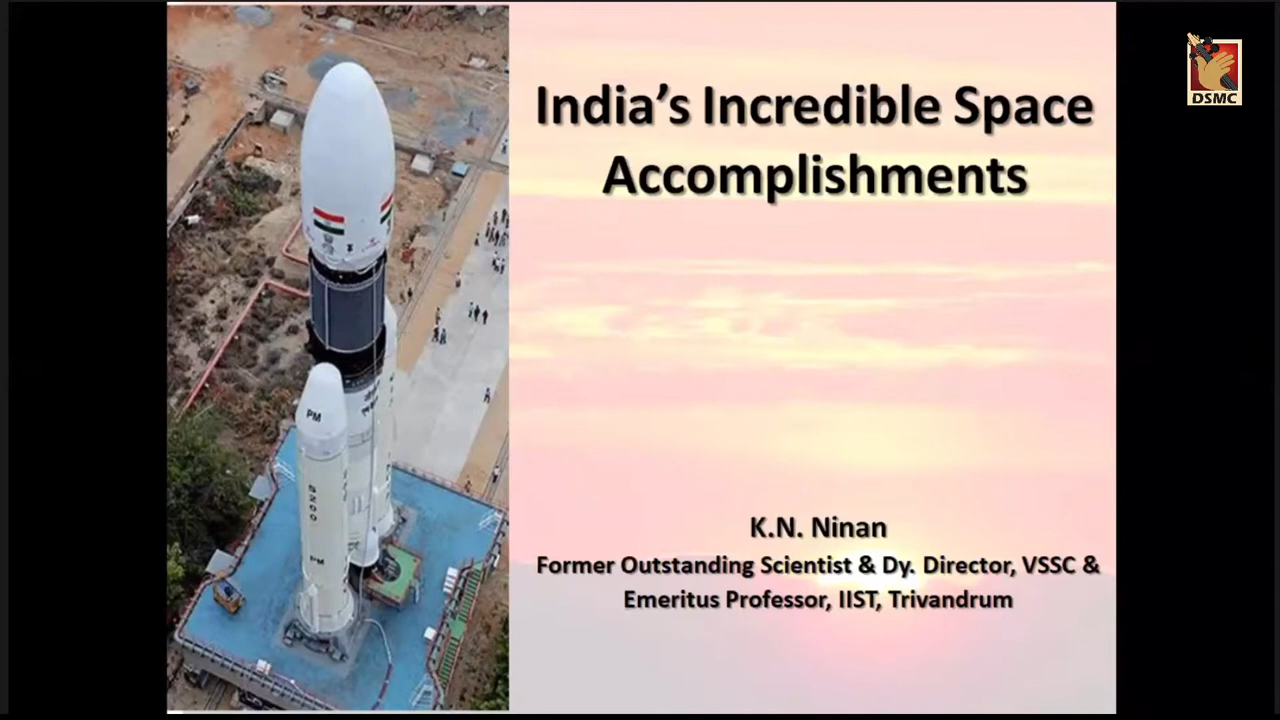 India's Incredible Space
Accomplishments
K.N. Ninan
Former Outstanding Scientist & Dy. Director, VSSC &
Emeritus Professor, IIST, Trivandrum
DSMC
PM
S200
PM